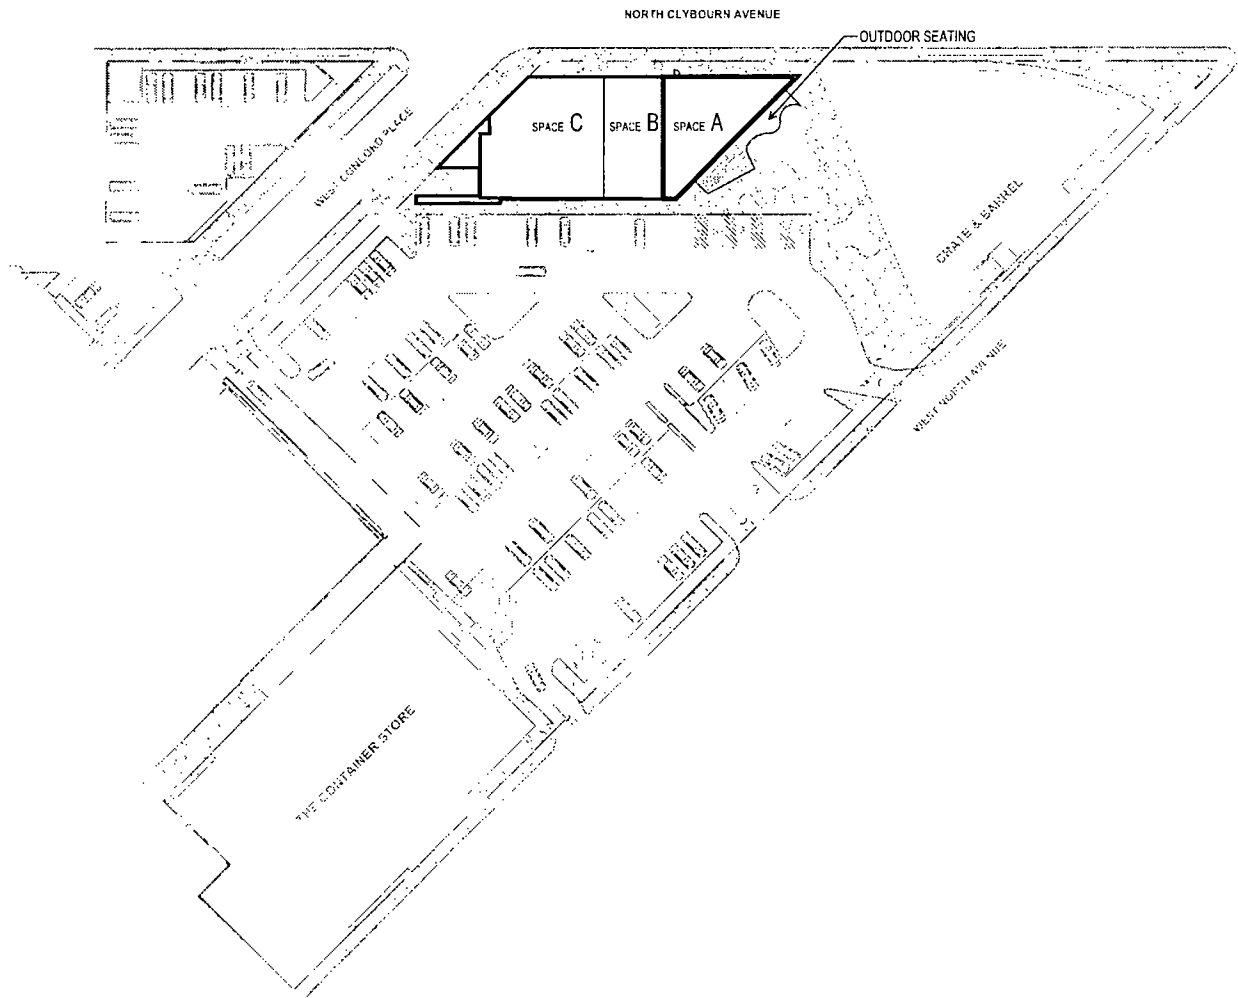 NORTH CLYBOURN AVENUE
OUTDOOR SEATING
SPACE C
SPACE B
SPACE A
WEST CONCORD PLACE
CRATE & BARREL
WEST NORTH AVENUE
THE CONTAINER STORE